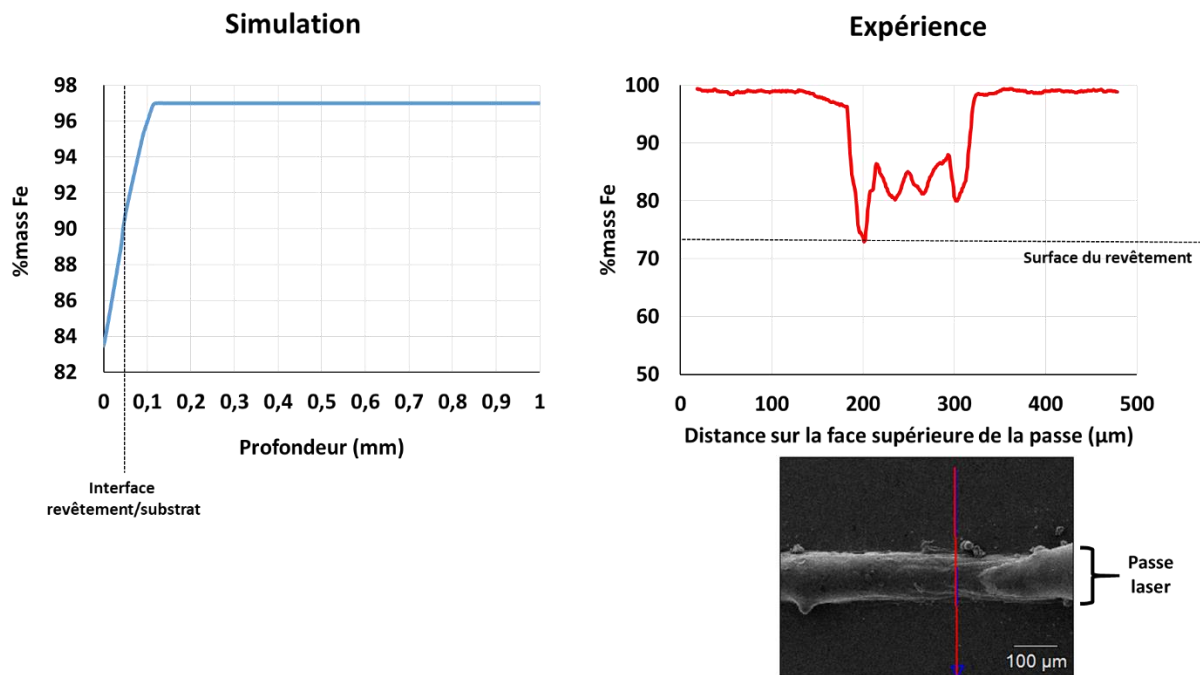 Simulation
%mass Fe
98
96
94
92
90
88
86
84
82
0 0,1 0,2 0,3 0,4 0,5 0,6 0,7 0,8 0,9 1
Profondeur (mm)
Interface
revêtement/substrat
Expérience
%mass Fe
100
90
80
70
60
50
Surface du revêtement
0 100 200 300 400 500
Distance sur la face supérieure de la passe (µm)
Passe
laser
100 µm